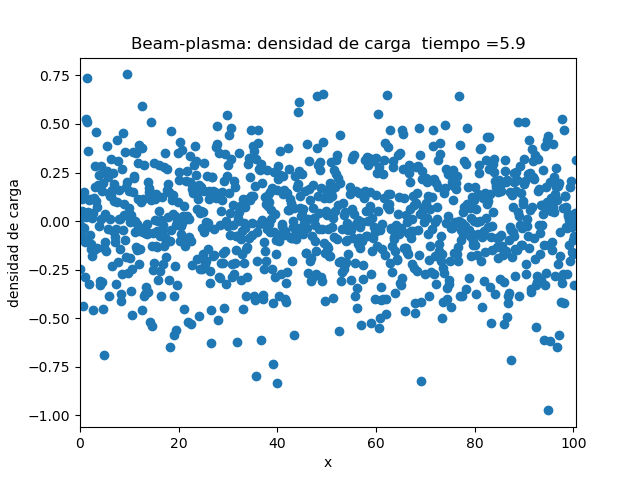 Beam-plasma: densidad de carga  tiempo =5.9
densidad de carga
0.75
0.50
0.25
0.00
−0.25
−0.50
−0.75
−1.00
0 20 40 60 80 100
x